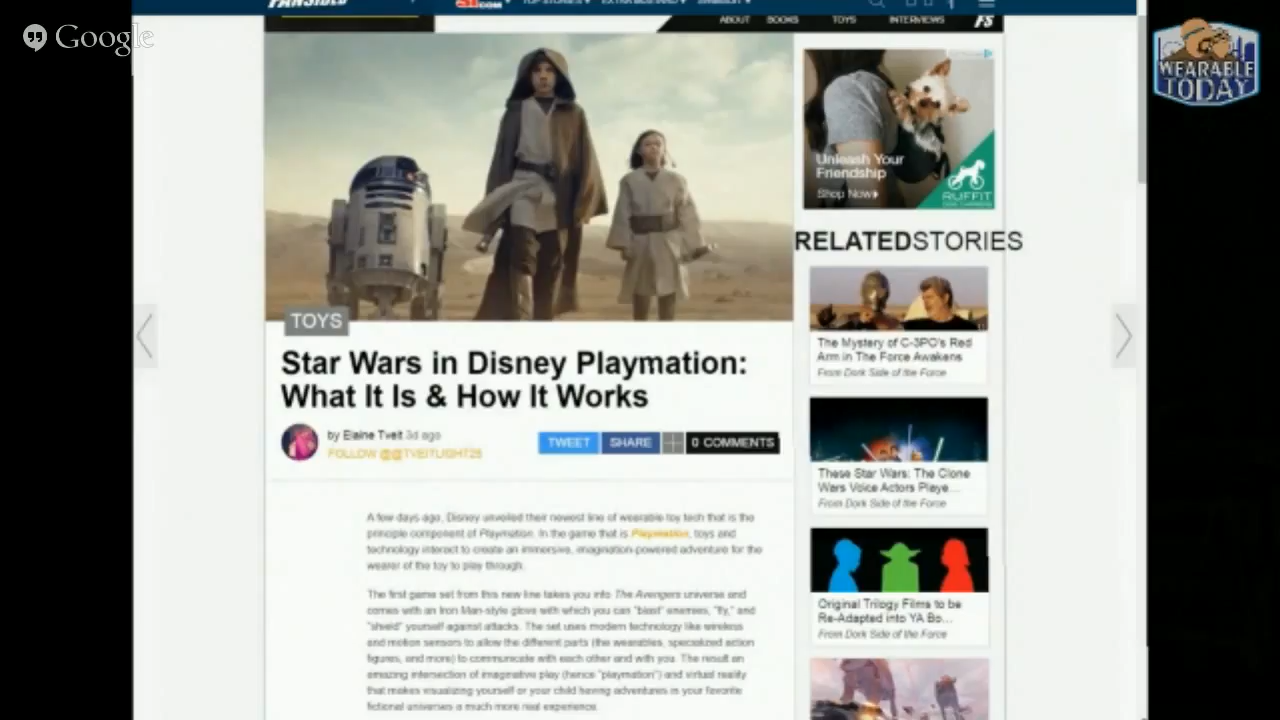 FANSIDED
SI.COM
TOP STORIES
Google
ABOUT BOOKS TOYS INTERVIEWS FS
WEARABLE
TODAY
Unleash Your
Friendship
Shop Now
RUFFIT
RELATEDSTORIES
TOYS
Star Wars in Disney Playmation:
What It Is & How It Works
by Elaine Tveit 3d ago
FOLLOW @@TVEITLIGHT28
TWEET SHARE 0 COMMENTS
The Mystery of C-3PO's Red
Arm in The Force Awakens
From Dark Side of the Force
These Star Wars: The Clone
Wars Voice Actors Playe...
From Dark Side of the Force
Original Trilogy Films to be
Re-Adapted into YA Bo...
From Dark Side of the Force
A few days ago, Disney unveiled their newest line of wearable toy tech that is the
principle component of Playmation. In the game that is Playmation, toys and
technology interact to create an immersive, imagination-powered adventure for the
wearer of the toy to play through.
The first game set from this new line takes you into The Avengers universe and
comes with an Iron Man-style glove with which you can "blast" enemies, "fly," and
"shield" yourself against attacks. The set uses modern technology like wireless
and motion sensors to allow the different parts (the wearables, specialized action
figures, and more) to communicate with each other and with you. The result an
amazing intersection of imaginative play (hence "playmation") and virtual reality
that makes visualizing yourself or your child having adventures in your favorite
fictional universes a much more real experience.